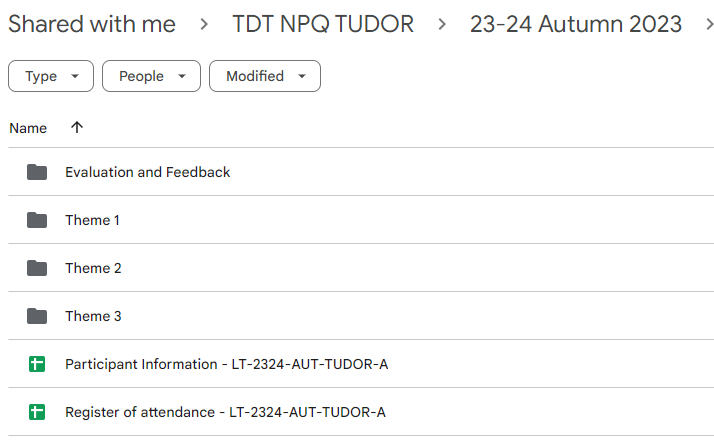 Shared with me > TDT NPQ TUDOR > 23-24 Autumn 2023 >
Type People Modified
Name
Evaluation and Feedback
Theme 1
Theme 2
Theme 3
Participant Information - LT-2324-AUT-TUDOR-A
Register of attendance - LT-2324-AUT-TUDOR-A